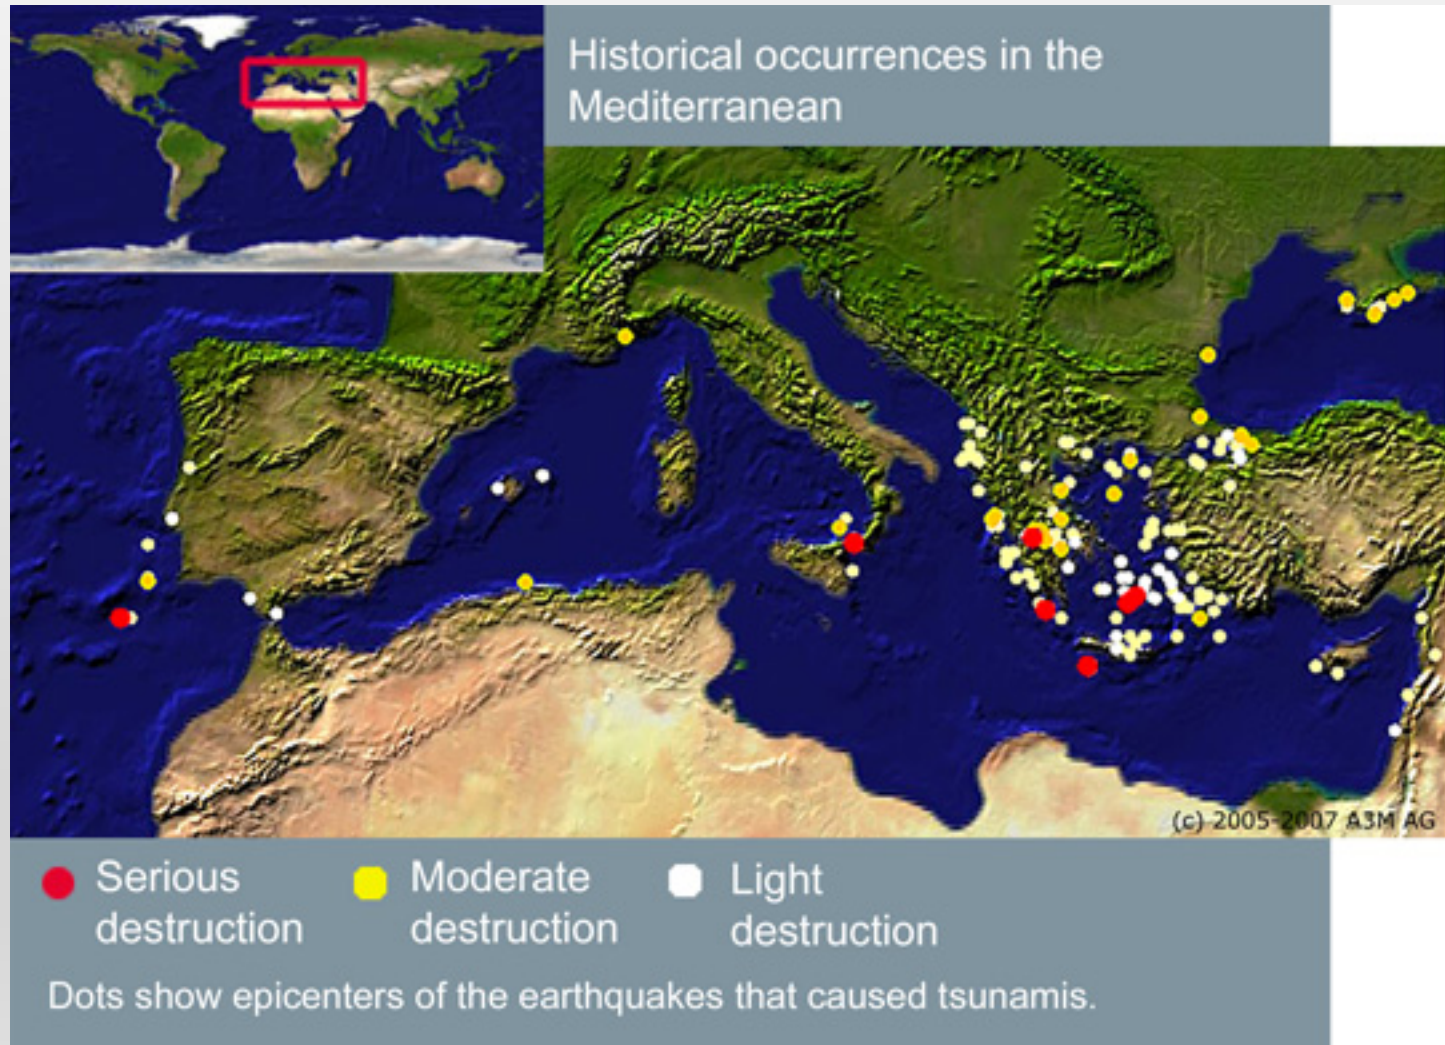 Historical occurrences in the
Mediterranean
(c) 2005-2007 A3M AG
Serious
destruction
Moderate
destruction
Light
destruction
Dots show epicenters of the earthquakes that caused tsunamis.